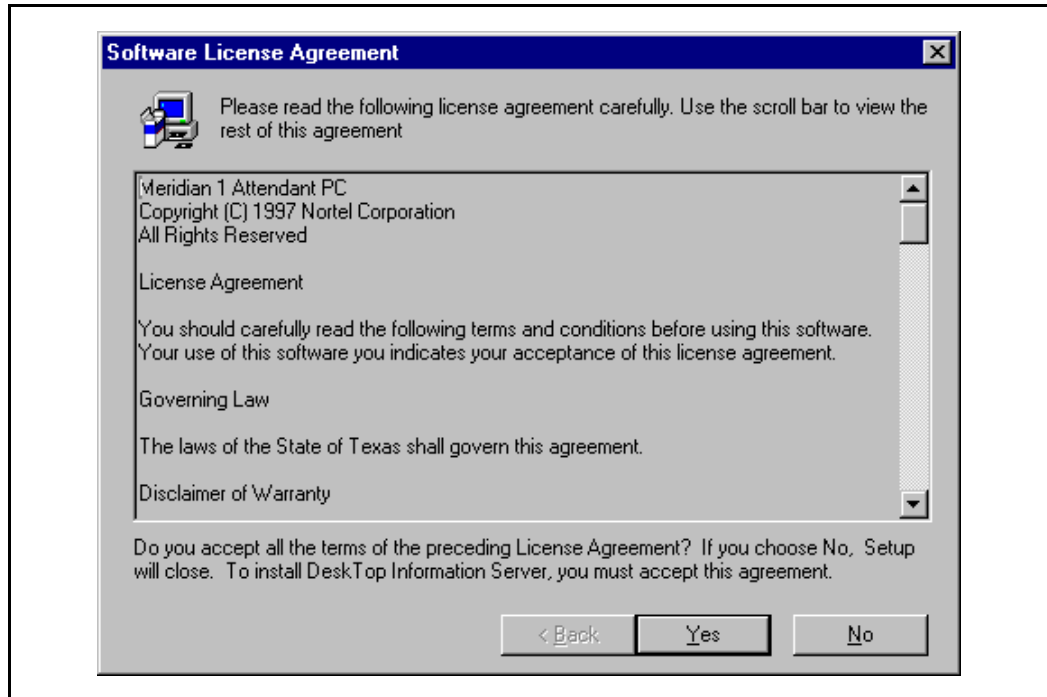 Software License Agreement
Please read the following license agreement carefully. Use the scroll bar to view the
rest of this agreement
Meridian 1 Attendant PC
Copyright (C) 1997 Nortel Corporation
All Rights Reserved
License Agreement
You should carefully read the following terms and conditions before using this software.
Your use of this software you indicates your acceptance of this license agreement.
Governing Law
The laws of the State of Texas shall govern this agreement.
Disclaimer of Warranty
Do you accept all the terms of the preceding License Agreement?  If you choose No,  Setup
will close.  To install DeskTop Information Server, you must accept this agreement.
< Back
Yes
No